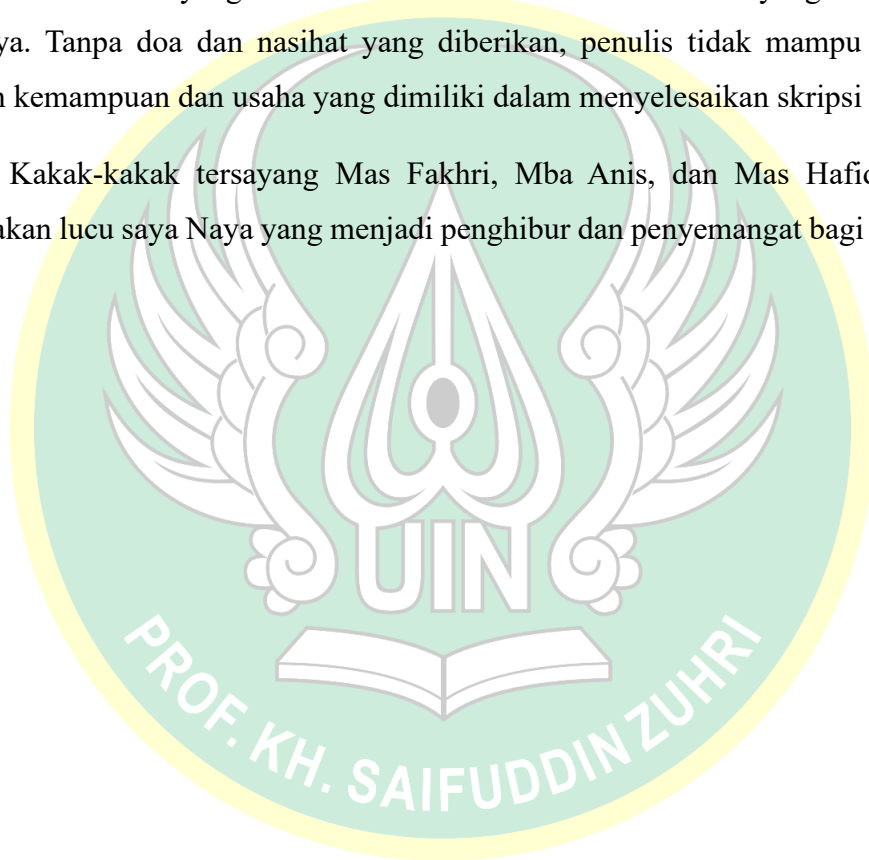 ya. Tanpa doa dan nasihat yang diberikan, penulis tidak mampu
kemampuan dan usaha yang dimiliki dalam menyelesaikan skripsi
Kakak-kakak tersayang Mas Fakhri, Mba Anis, dan Mas
akan lucu saya Naya yang menjadi penghibur dan penyemangat bagi
UIN
PROF. KH. SAIFUDDIN ZUHRI